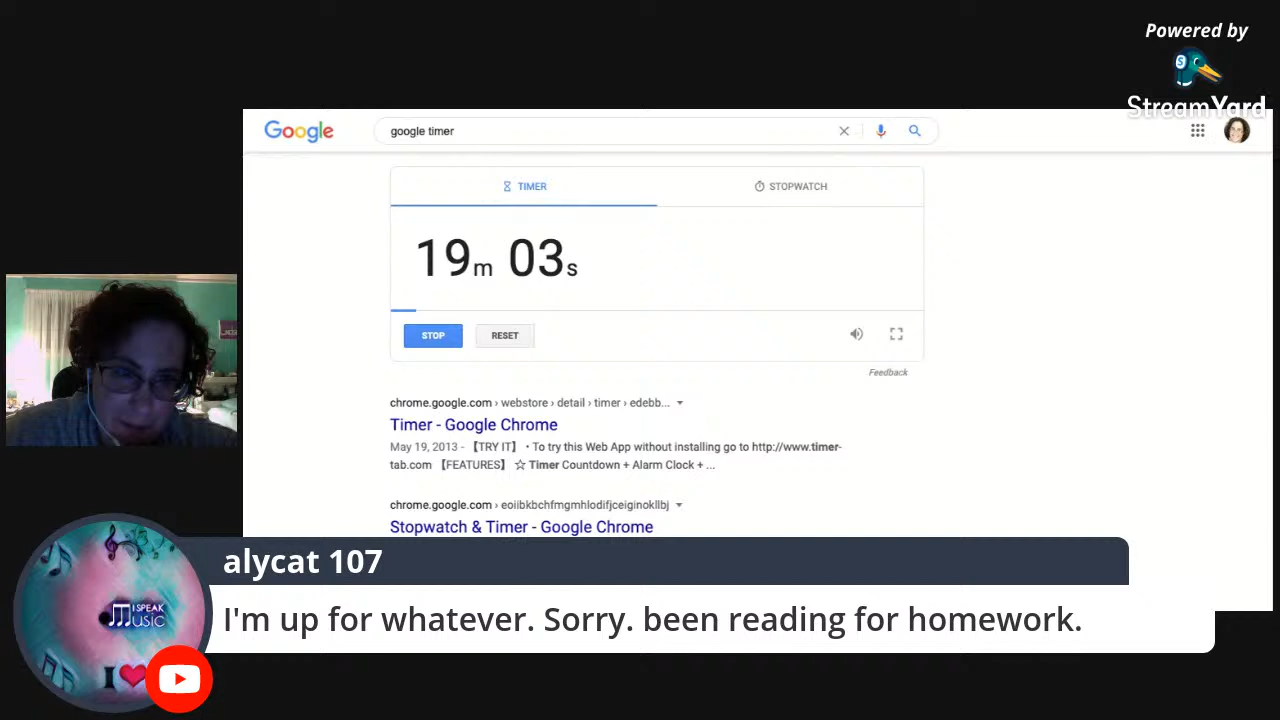 Powered by
StreamYard
Google
google timer
TIMER
STOPWATCH
19m 03s
STOP
RESET
Feedback
chrome.google.com › webstore › detail › timer › edebb...
Timer - Google Chrome
May 19, 2013 - 【TRY IT】 • To try this Web App without installing go to http://www.timer-
tab.com 【FEATURES】 ☆ Timer Countdown + Alarm Clock + ...
chrome.google.com › eoiibkbchfmgmhlodifjceiginokllbj
Stopwatch & Timer - Google Chrome
alycat 107
I'm up for whatever. Sorry. been reading for homework.
I SPEAK
MUSIC
I